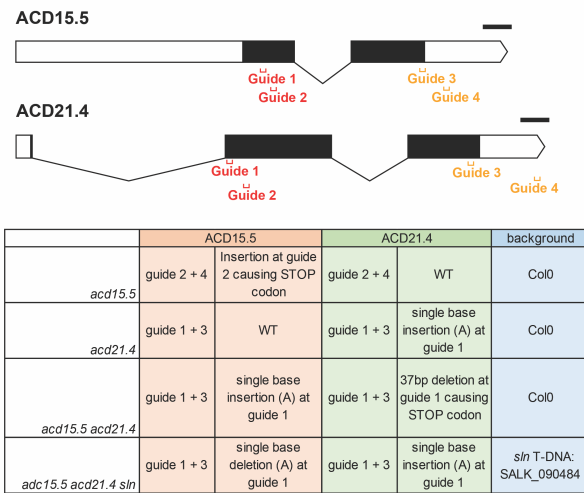 ACD15.5
Guide 1
Guide 2
Guide 3
Guide 4
ACD21.4
Guide 1
Guide 2
Guide 3
Guide 4
ACD15.5 ACD21.4 background
acd15.5
guide 2 + 4
Insertion at guide
2 causing STOP
codon
guide 2 + 4
WT
Col0
acd21.4
guide 1 + 3
WT
guide 1 + 3
single base
insertion (A) at
guide 1
Col0
acd15.5 acd21.4
guide 1 + 3
single base
insertion (A) at
guide 1
guide 1 + 3
37bp deletion at
guide 1 causing
STOP codon
Col0
adc15.5 acd21.4 sln
guide 1 + 3
single base
deletion (A) at
guide 1
guide 1 + 3
single base
insertion (A) at
guide 1
sln T-DNA:
SALK_090484